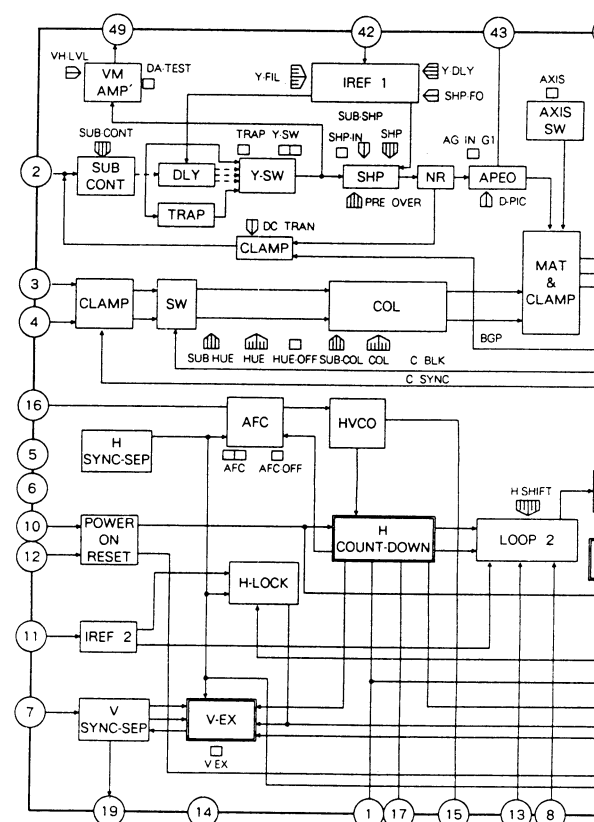 49
42
43
VH·LVL
VM
AMP'
DA·TEST
Y·FIL
IREF 1
Y·DLY
SHP·FO
AXIS
AXIS
SW
SUB·CONT
TRAP Y·SW
SUB·SHP
SHP·IN
SHP
AG IN G1
2
SUB
CONT
DLY
Y·SW
SHP
NR
APEO
TRAP
PRE OVER
D·PIC
DC TRAN
CLAMP
MAT
&
CLAMP
3
4
CLAMP
SW
COL
BGP
SUB HUE
HUE
HUE·OFF
SUB·COL
COL
C BLK
C SYNC
16
AFC
HVCO
5
H
SYNC·SEP
AFC
AFC·OFF
6
H SHIFT
10
12
POWER
ON
RESET
H
COUNT·DOWN
LOOP 2
H·LOCK
11
IREF 2
7
V
SYNC·SEP
V·EX
V EX
19
14
1
17
15
13
8